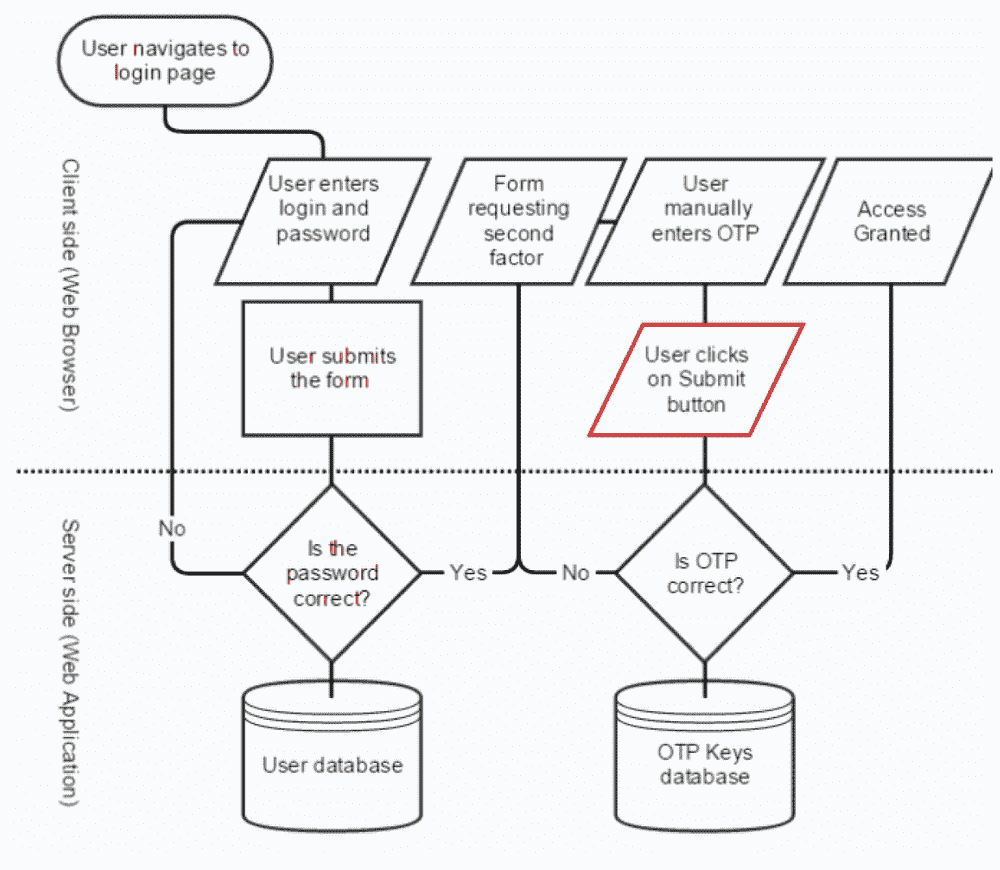 User navigates to
login page
Client side (Web Browser)
User enters
login and
password
Form
requesting
second
factor
User
manually
enters OTP
Access
Granted
User submits
the form
User clicks
on Submit
button
Server side (Web Application)
No
Is the
password
correct?
Yes
No
Is OTP
correct?
Yes
User database
OTP Keys
database